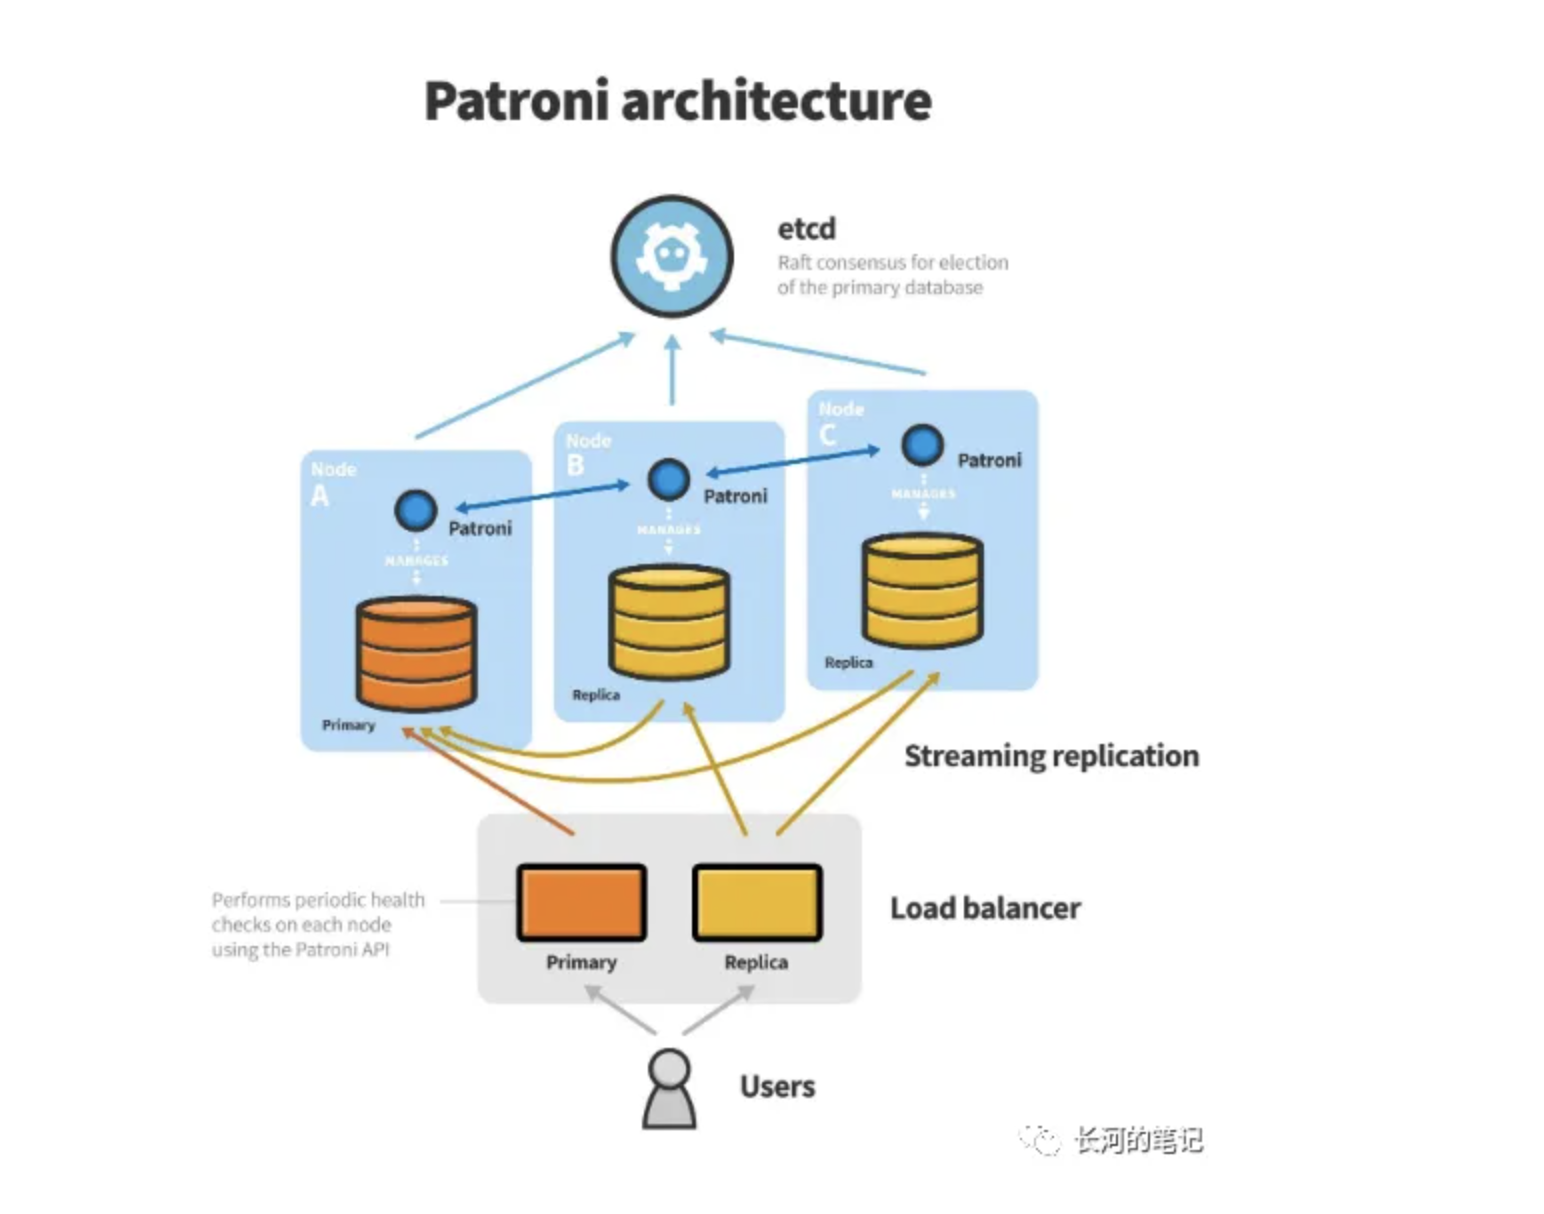 Patroni architecture
etcd
Raft consensus for election
of the primary database
Node
A
Patroni
MANAGES
Primary
Node
B
Patroni
MANAGES
Replica
Node
C
Patroni
MANAGES
Replica
Streaming replication
Performs periodic health
checks on each node
using the Patroni API
Primary
Replica
Load balancer
Users
长河的笔记